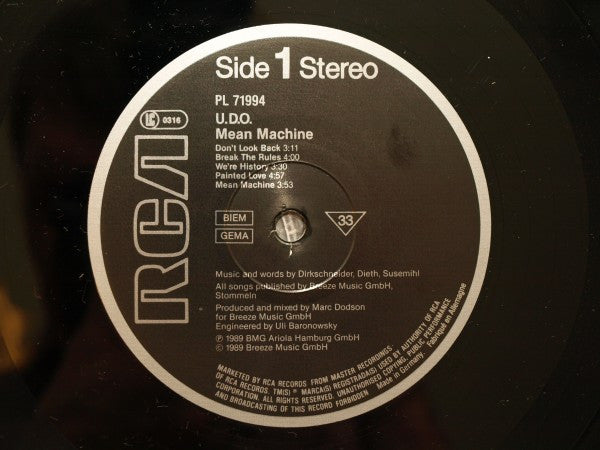 Side 1 Stereo
PL 71994
LC 0316
U.D.O.
Mean Machine
Don't Look Back 3:11
Break The Rules 4:00
We're History 3:30
Painted Love 4:57
Mean Machine 3:53
RCA
BIEM
GEMA
33
Music and words by Dirkschneider, Dieth, Susemihl
All songs published by Breeze Music GmbH,
Stommeln
Produced and mixed by Marc Dodson
for Breeze Music GmbH
Engineered by Uli Baronowsky
℗ 1989 BMG Ariola Hamburg GmbH
© 1989 Breeze Music GmbH
MARKETED BY RCA RECORDS FROM MASTER RECORDINGS
OF RCA RECORDS. TM(S) ® MARCA(S) REGISTRADA(S) USED BY AUTHORITY OF RCA
CORPORATION. ALL RIGHTS RESERVED. UNAUTHORISED COPYING, PUBLIC PERFORMANCE
AND BROADCASTING OF THIS RECORD FORBIDDEN
Fabriqué en Allemagne